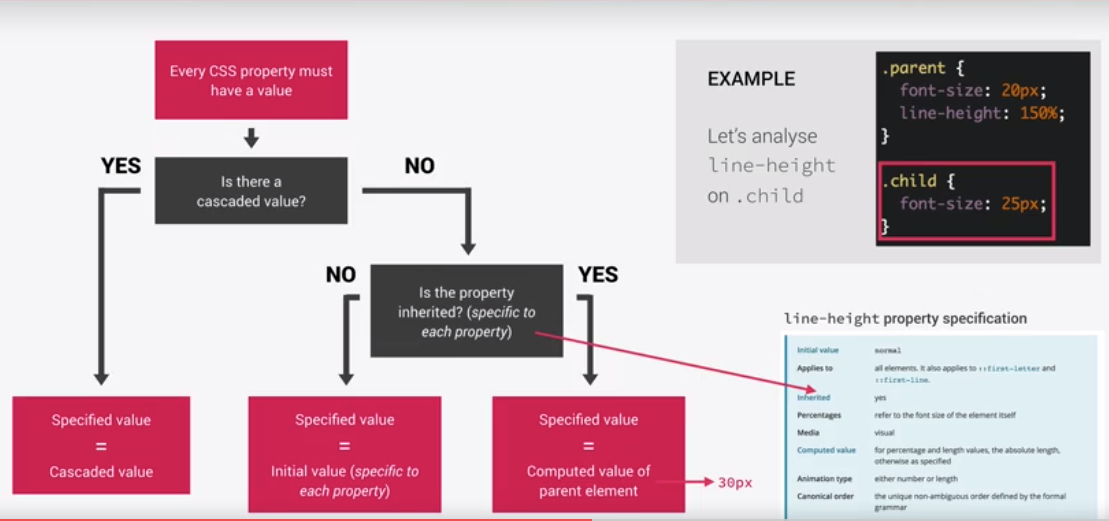 Every CSS property must
have a value
YES
NO
Is there a
cascaded value?
NO
YES
Is the property
inherited? (specific to
each property)
Specified value
=
Cascaded value
Specified value
=
Initial value (specific to
each property)
Specified value
=
Computed value of
parent element
30px
EXAMPLE
Let's analyse
line-height
on .child
.parent {
font-size: 20px;
line-height: 150%;
}
.child {
font-size: 25px;
}
line-height property specification
Initial value normal
Applies to all elements. It also applies to ::first-letter and
::first-line.
Inherited yes
Percentages refer to the font size of the element itself
Media visual
Computed value for percentage and length values, the absolute length,
otherwise as specified
Animation type either number or length
Canonical order the unique non-ambiguous order defined by the formal
grammar